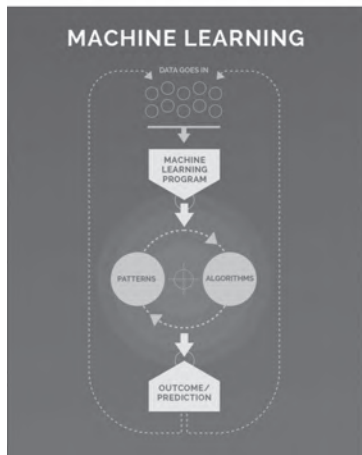 MACHINE LEARNING
DATA GOES IN
MACHINE
LEARNING
PROGRAM
PATTERNS
ALGORITHMS
OUTCOME/
PREDICTION